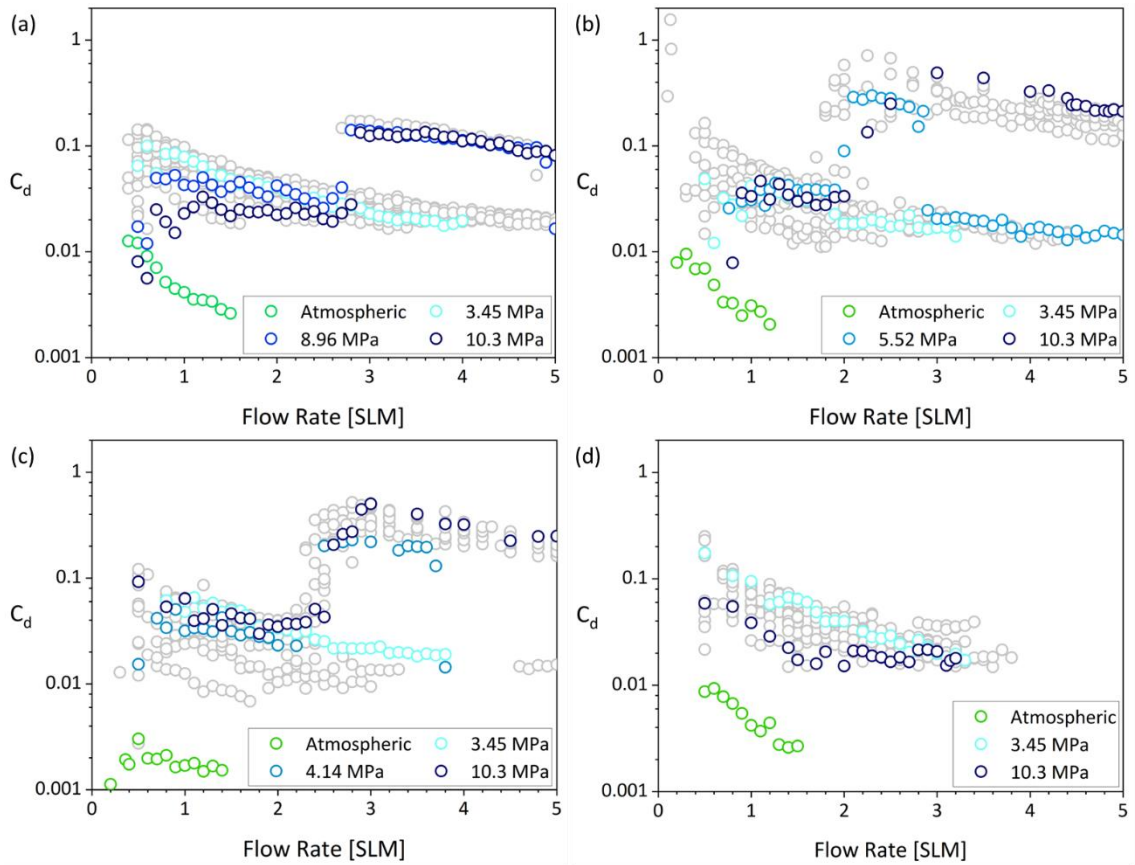 (a)
1
0.1
C_d
0.01
0.001
0 1 2 3 4 5
Flow Rate [SLM]
Atmospheric 3.45 MPa
8.96 MPa 10.3 MPa
(b)
1
0.1
C_d
0.01
0.001
0 1 2 3 4 5
Flow Rate [SLM]
Atmospheric 3.45 MPa
5.52 MPa 10.3 MPa
(c)
1
0.1
C_d
0.01
0.001
0 1 2 3 4 5
Flow Rate [SLM]
Atmospheric 3.45 MPa
4.14 MPa 10.3 MPa
(d)
1
0.1
C_d
0.01
0.001
0 1 2 3 4 5
Flow Rate [SLM]
Atmospheric
3.45 MPa
10.3 MPa